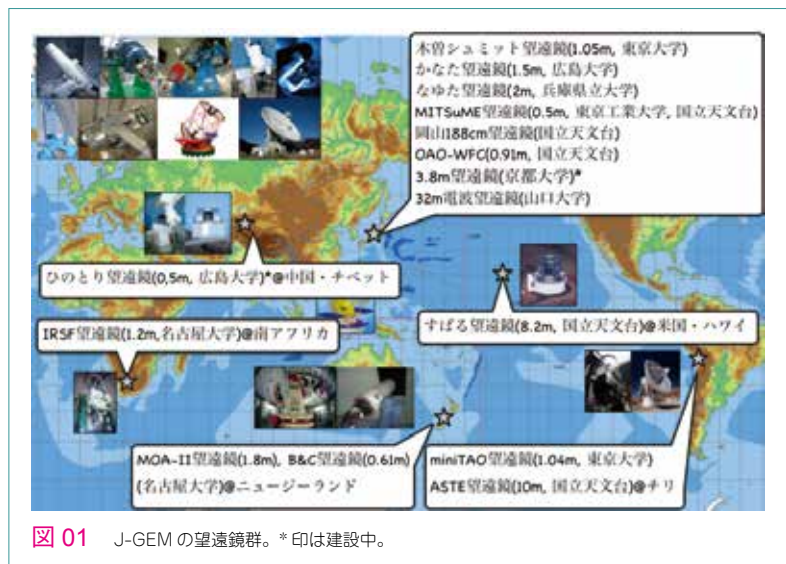 木曽シュミット望遠鏡(1.05m, 東京大学)
かなた望遠鏡(1.5m, 広島大学)
なゆた望遠鏡(2m, 兵庫県立大学)
MITSuME望遠鏡(0.5m, 東京工業大学, 国立天文台)
岡山188cm望遠鏡(国立天文台)
OAO-WFC(0.91m, 国立天文台)
3.8m望遠鏡(京都大学)*
32m電波望遠鏡(山口大学)
ひのとり望遠鏡(0,5m, 広島大学)*@中国・チベット
すばる望遠鏡(8.2m, 国立天文台)@米国・ハワイ
IRSF望遠鏡(1.2m,名古屋大学)@南アフリカ
MOA-II望遠鏡(1.8m), B&C望遠鏡(0.61m)
(名古屋大学)@ニュージーランド
miniTAO望遠鏡(1.04m, 東京大学)
ASTE望遠鏡(10m, 国立天文台)@チリ
図 01 J-GEM の望遠鏡群。* 印は建設中。